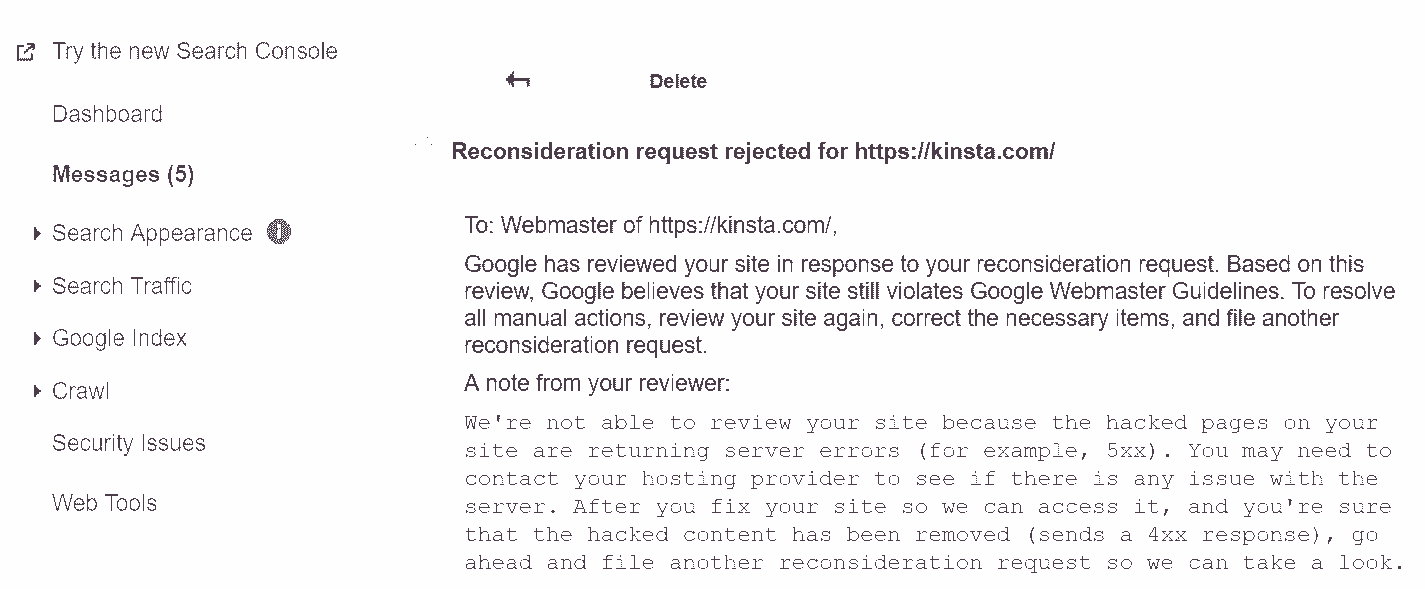 Try the new Search Console
Delete
Dashboard
Reconsideration request rejected for https://kinsta.com/
Messages (5)
To: Webmaster of https://kinsta.com/,
Search Appearance
Google has reviewed your site in response to your reconsideration request. Based on this
review, Google believes that your site still violates Google Webmaster Guidelines. To resolve
all manual actions, review your site again, correct the necessary items, and file another
reconsideration request.
Search Traffic
Google Index
A note from your reviewer:
Crawl
We're not able to review your site because the hacked pages on your
site are returning server errors (for example, 5xx). You may need to
contact your hosting provider to see if there is any issue with the
server. After you fix your site so we can access it, and you're sure
that the hacked content has been removed (sends a 4xx response), go
ahead and file another reconsideration request so we can take a look.
Security Issues
Web Tools